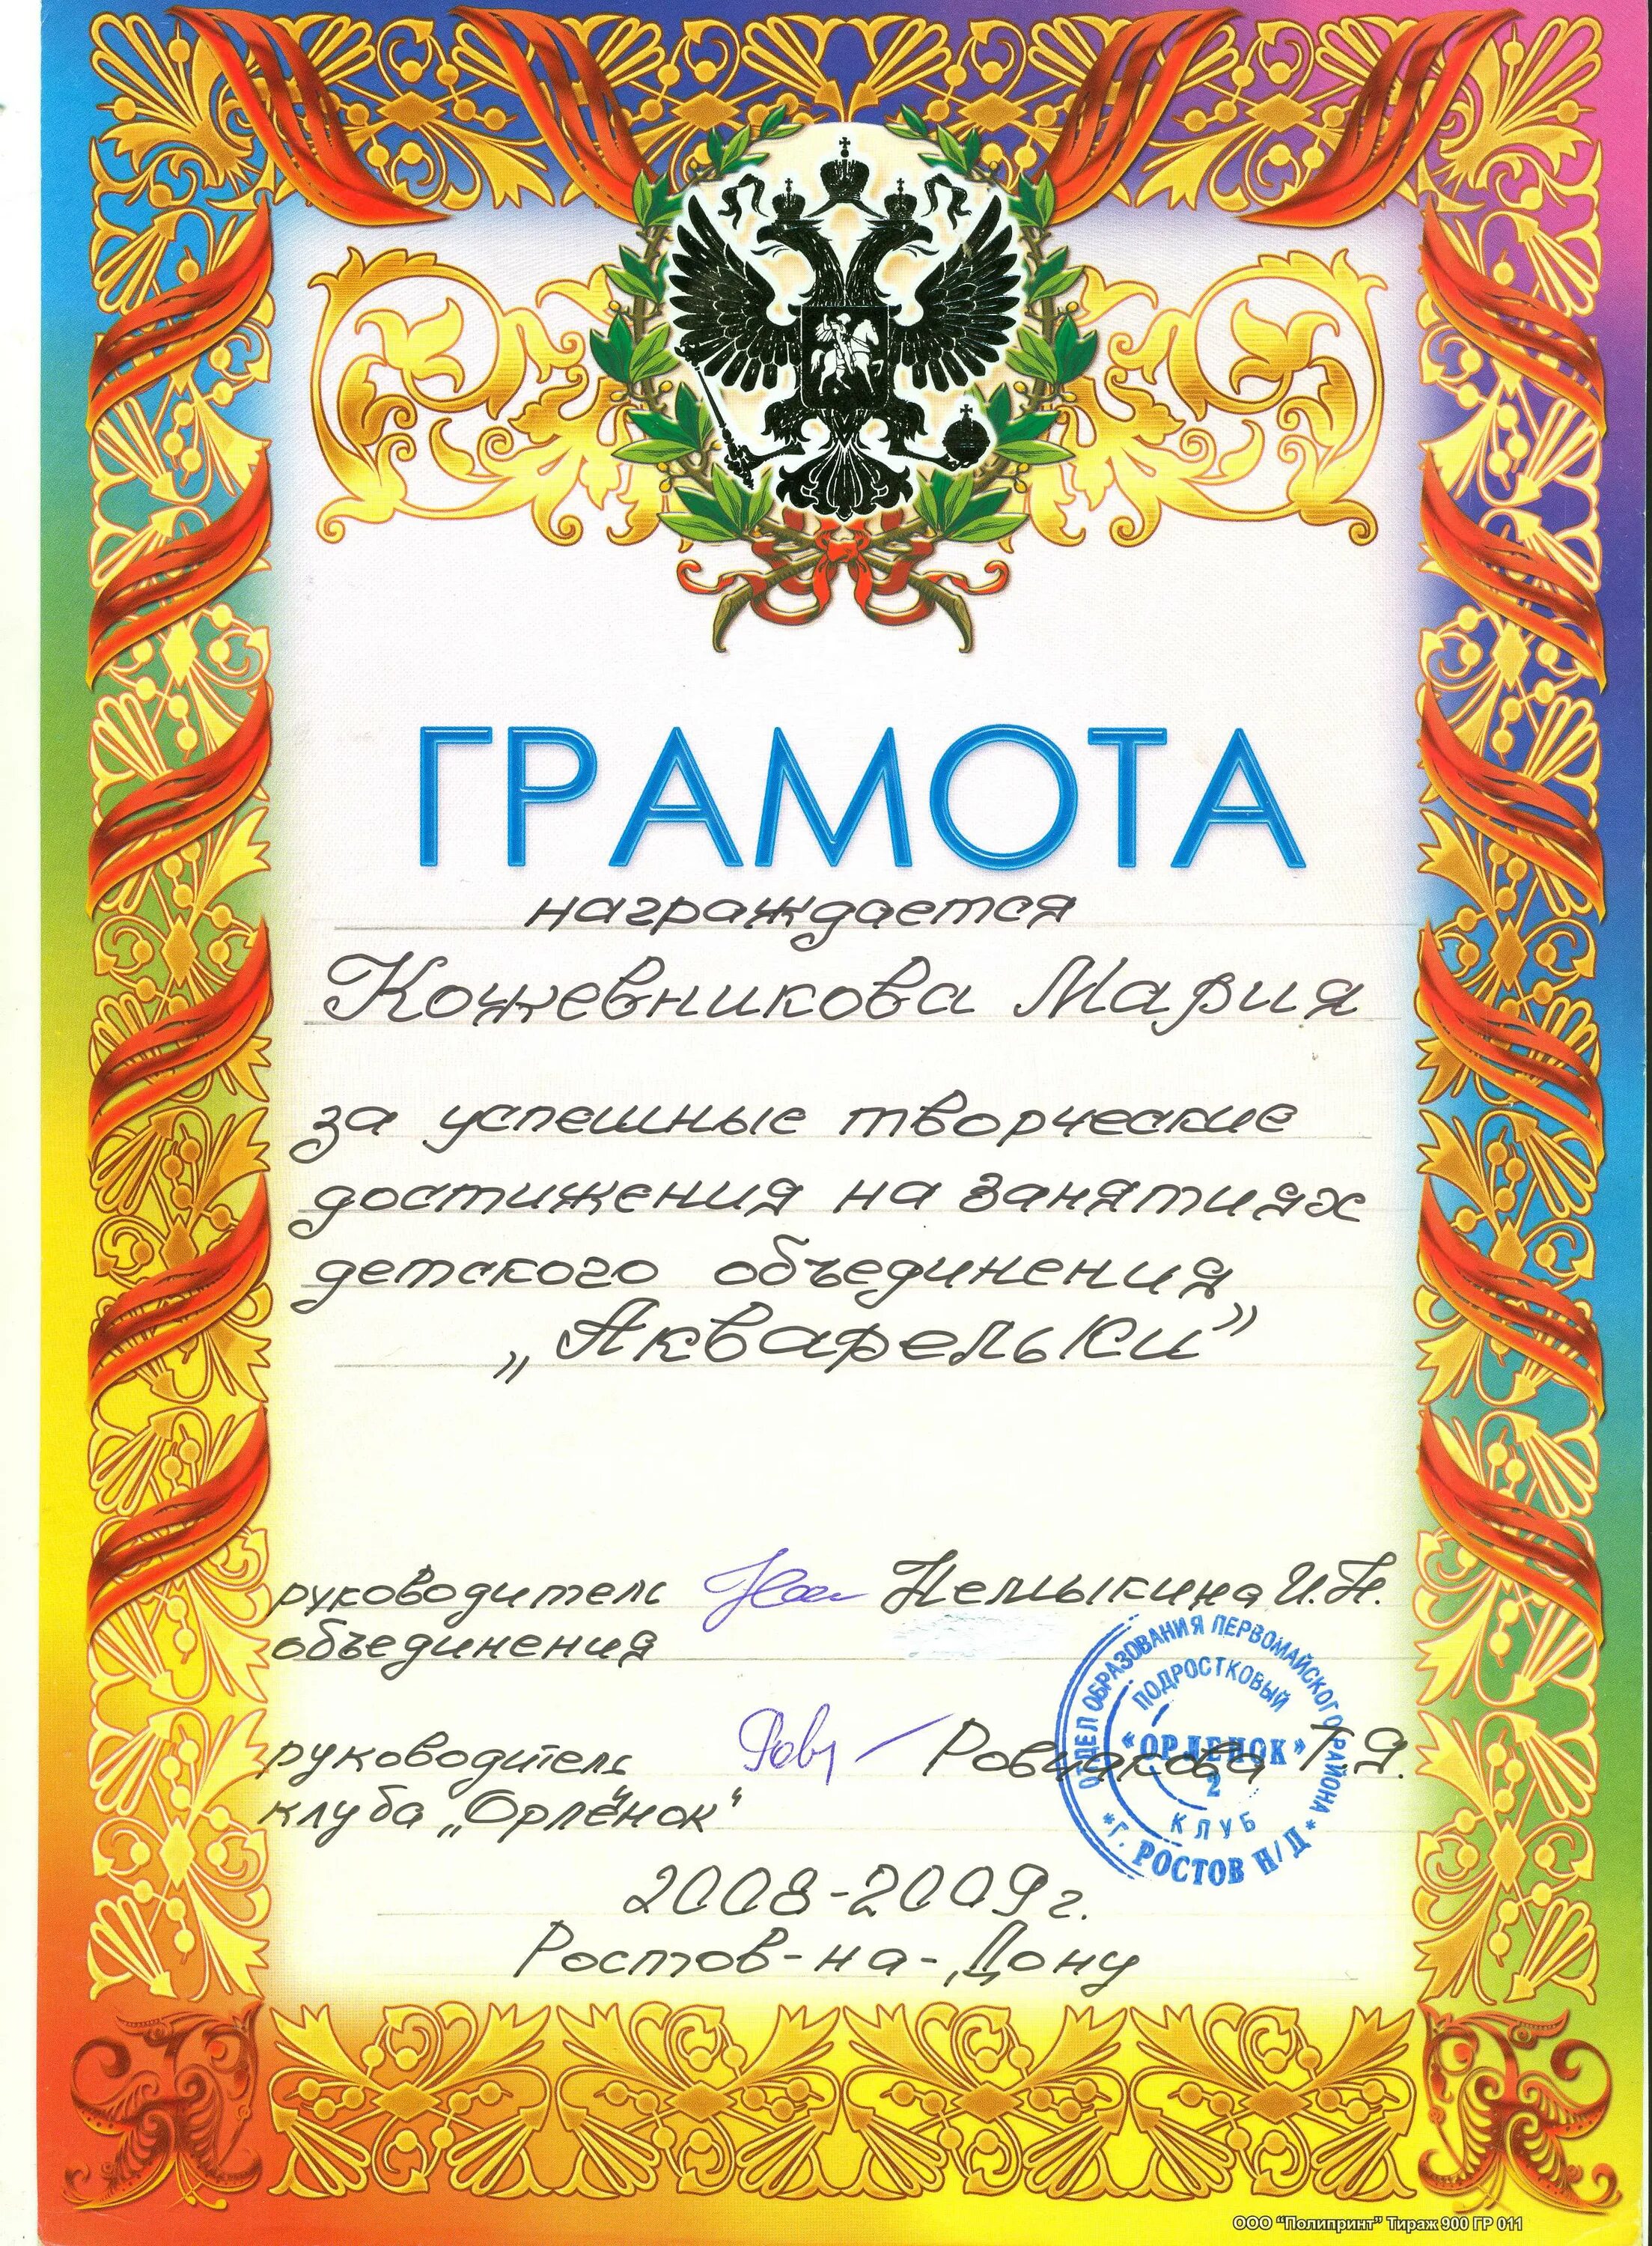 ГРАМОТА
награждается
Кожевникова Мария
за успешные творческие
достижения на занятиях
детского объединения
„Акварельки”
руководитель Немыкина И.Н.
объединения
руководитель Т.Я.
клуба „Орлёнок“
ОТДЕЛ ОБРАЗОВАНИЯ ПЕРВОМАЙСКОГО РАЙОНА
ПОДРОСТКОВЫЙ
«ОРЛЕНОК»
2
КЛУБ
* г. РОСТОВ Н/Д *
2008-2009г.
Ростов-на-Дону
ООО "Полипринт" Тираж 900 ГР 011